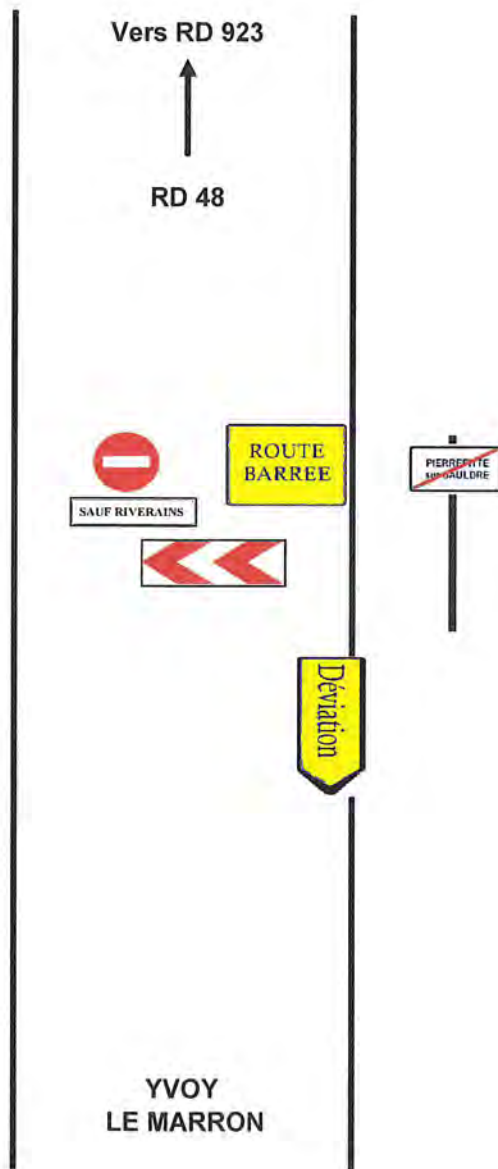 Vers RD 923
RD 48
ROUTE
BARREE
SAUF RIVERAINS
PIERREFITTE
sur SAULDRE
Déviation
YVOY
LE MARRON